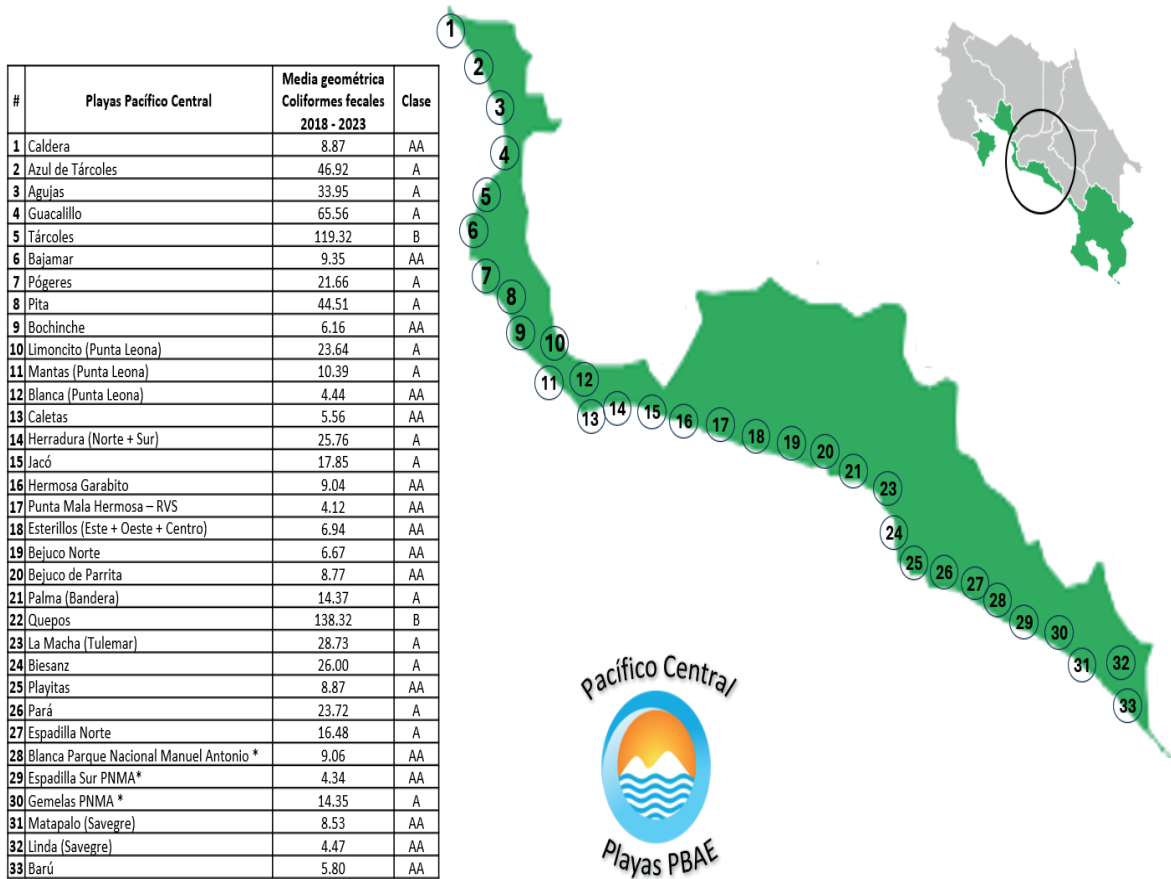 # Playas Pacífico Central Media geométrica Coliformes fecales 2018 - 2023 Clase
1 Caldera 8.87 AA
2 Azul de Tárcoles 46.92 A
3 Agujas 33.95 A
4 Guacalillo 65.56 A
5 Tárcoles 119.32 B
6 Bajamar 9.35 AA
7 Pógeres 21.66 A
8 Pita 44.51 A
9 Bochinche 6.16 AA
10 Limoncito (Punta Leona) 23.64 A
11 Mantas (Punta Leona) 10.39 A
12 Blanca (Punta Leona) 4.44 AA
13 Caletas 5.56 AA
14 Herradura (Norte + Sur) 25.76 A
15 Jacó 17.85 A
16 Hermosa Garabito 9.04 AA
17 Punta Mala Hermosa – RVS 4.12 AA
18 Esterillos (Este + Oeste + Centro) 6.94 AA
19 Bejuco Norte 6.67 AA
20 Bejuco de Parrita 8.77 AA
21 Palma (Bandera) 14.37 A
22 Quepos 138.32 B
23 La Macha (Tulemar) 28.73 A
24 Biesanz 26.00 A
25 Playitas 8.87 AA
26 Pará 23.72 A
27 Espadilla Norte 16.48 A
28 Blanca Parque Nacional Manuel Antonio * 9.06 AA
29 Espadilla Sur PNMA* 4.34 AA
30 Gemelas PNMA * 14.35 A
31 Matapalo (Savegre) 8.53 AA
32 Linda (Savegre) 4.47 AA
33 Barú 5.80 AA
1
2
3
4
5
6
7
8
9
10
11
12
13
14
15
16
17
18
19
20
21
23
24
25
26
27
28
29
30
31
32
33
Pacífico Central
Playas PBAE